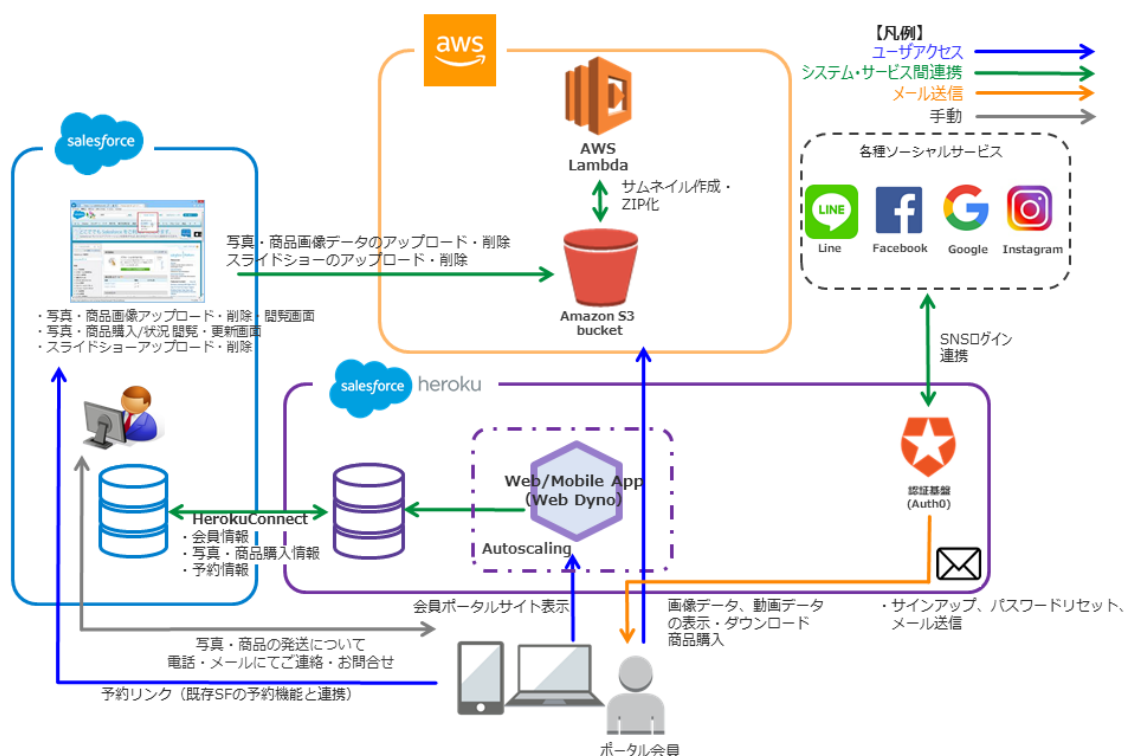 aws
【凡例】
ユーザアクセス
システム・サービス間連携
メール送信
手動
salesforce
AWS
Lambda
サムネイル作成・
ZIP化
各種ソーシャルサービス
LINE
Line
Facebook
Google
Instagram
写真・商品画像データのアップロード・削除
スライドショーのアップロード・削除
Amazon S3
bucket
・写真・商品画像アップロード・削除・閲覧画面
・写真・商品購入/状況 閲覧・更新画面
・スライドショーアップロード・削除
SNSログイン
連携
salesforce heroku
Web/Mobile App
(Web Dyno)
Autoscaling
認証基盤
(Auth0)
HerokuConnect
・会員情報
・写真・商品購入情報
・予約情報
会員ポータルサイト表示
画像データ、動画データ
の表示・ダウンロード
商品購入
・サインアップ、パスワードリセット、
メール送信
写真・商品の発送について
電話・メールにてご連絡・お問合せ
予約リンク（既存SFの予約機能と連携）
ポータル会員